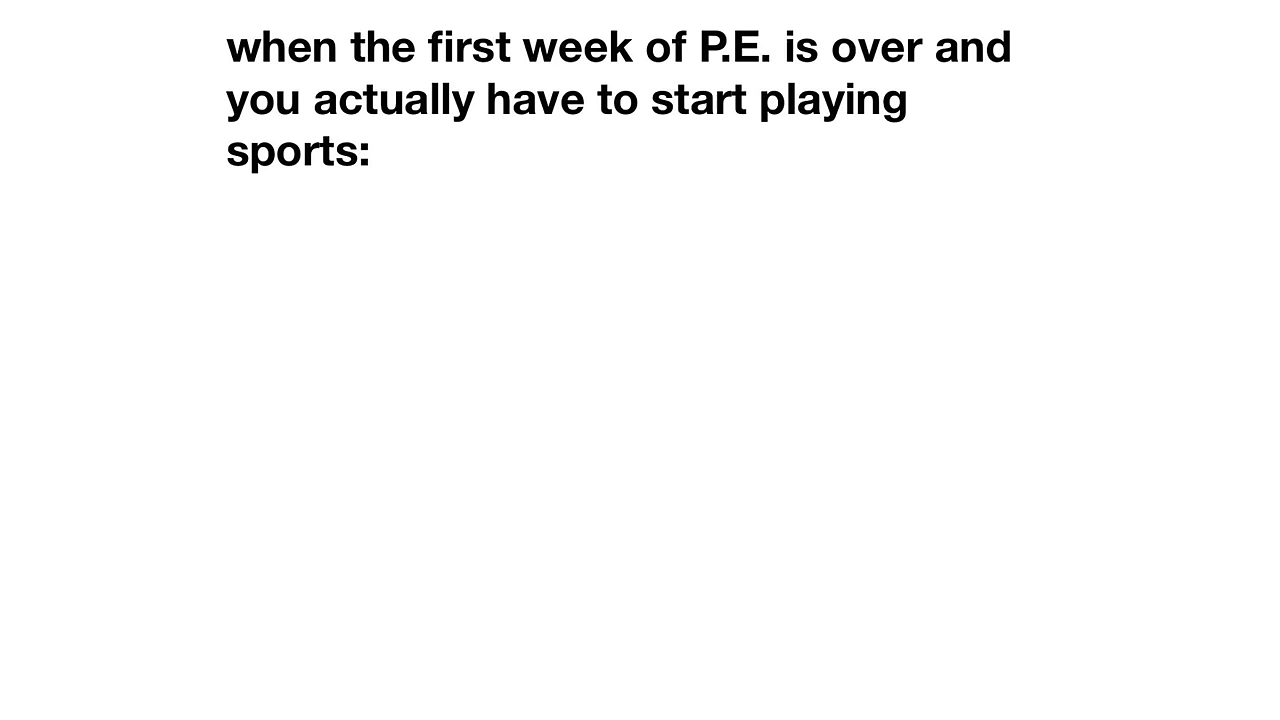 when the first week of P.E. is over and
you actually have to start playing
sports: